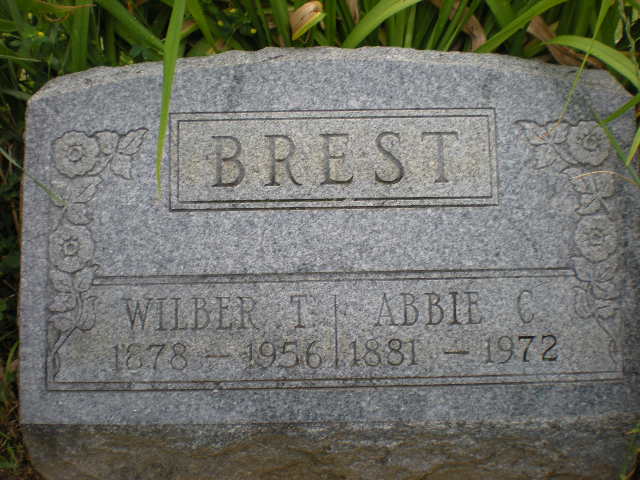 BREST
WILBER T. | ABBIE C.
1878 – 1956 | 1881 – 1972